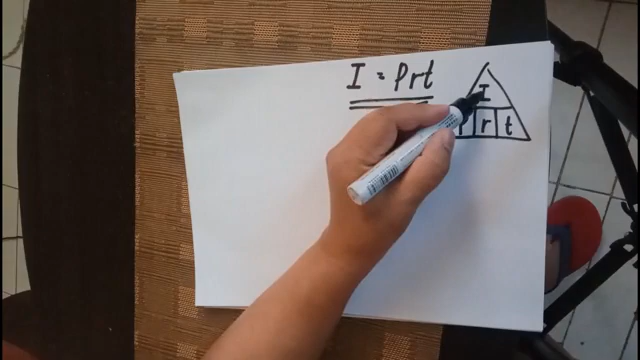 I = Prt
I
P r t